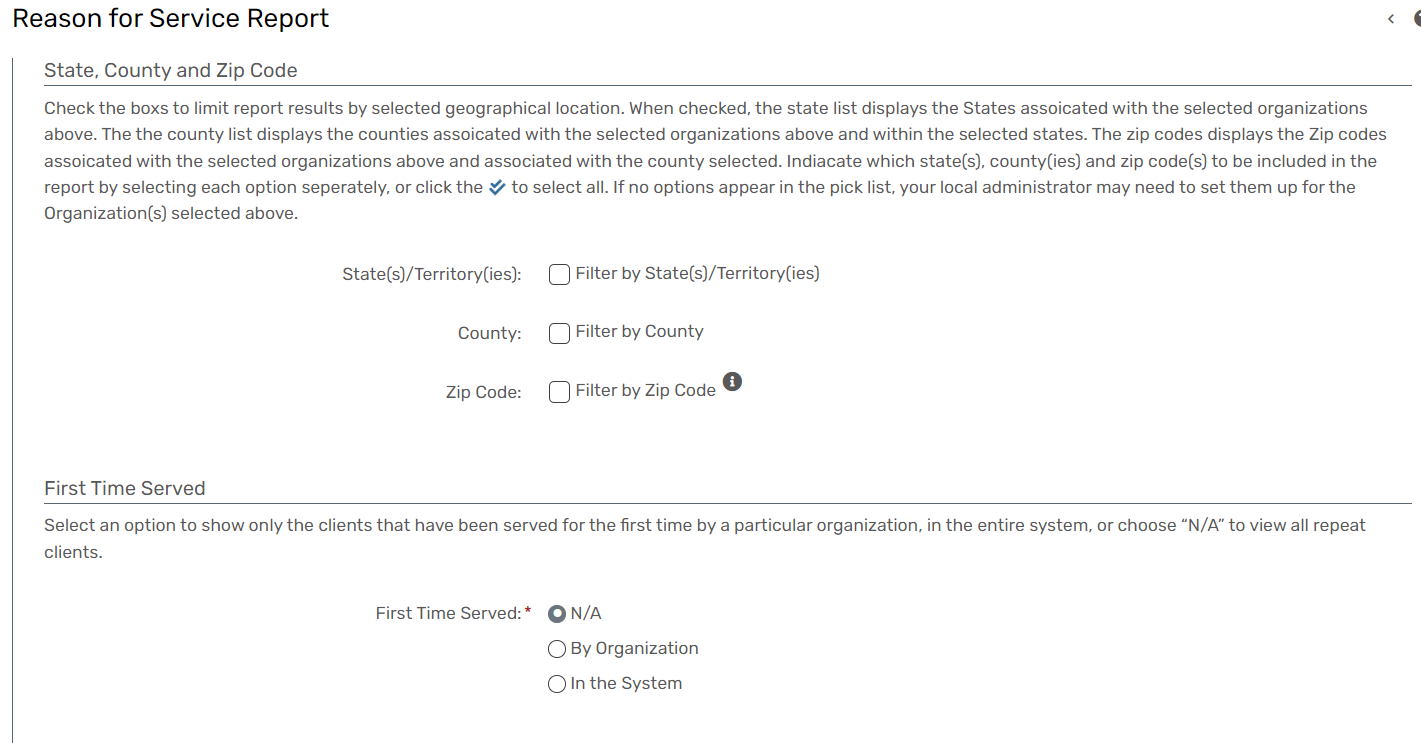 Reason for Service Report
State, County and Zip Code
Check the boxs to limit report results by selected geographical location. When checked, the state list displays the States assoicated with the selected organizations
above. The the county list displays the counties assoicated with the selected organizations above and within the selected states. The zip codes displays the Zip codes
assoicated with the selected organizations above and associated with the county selected. Indiacate which state(s), county(ies) and zip code(s) to be included in the
report by selecting each option seperately, or click the to select all. If no options appear in the pick list, your local administrator may need to set them up for the
Organization(s) selected above.
State(s)/Territory(ies): Filter by State(s)/Territory(ies)
County: Filter by County
Zip Code: Filter by Zip Code
First Time Served
Select an option to show only the clients that have been served for the first time by a particular organization, in the entire system, or choose “N/A” to view all repeat
clients.
First Time Served:* N/A
By Organization
In the System